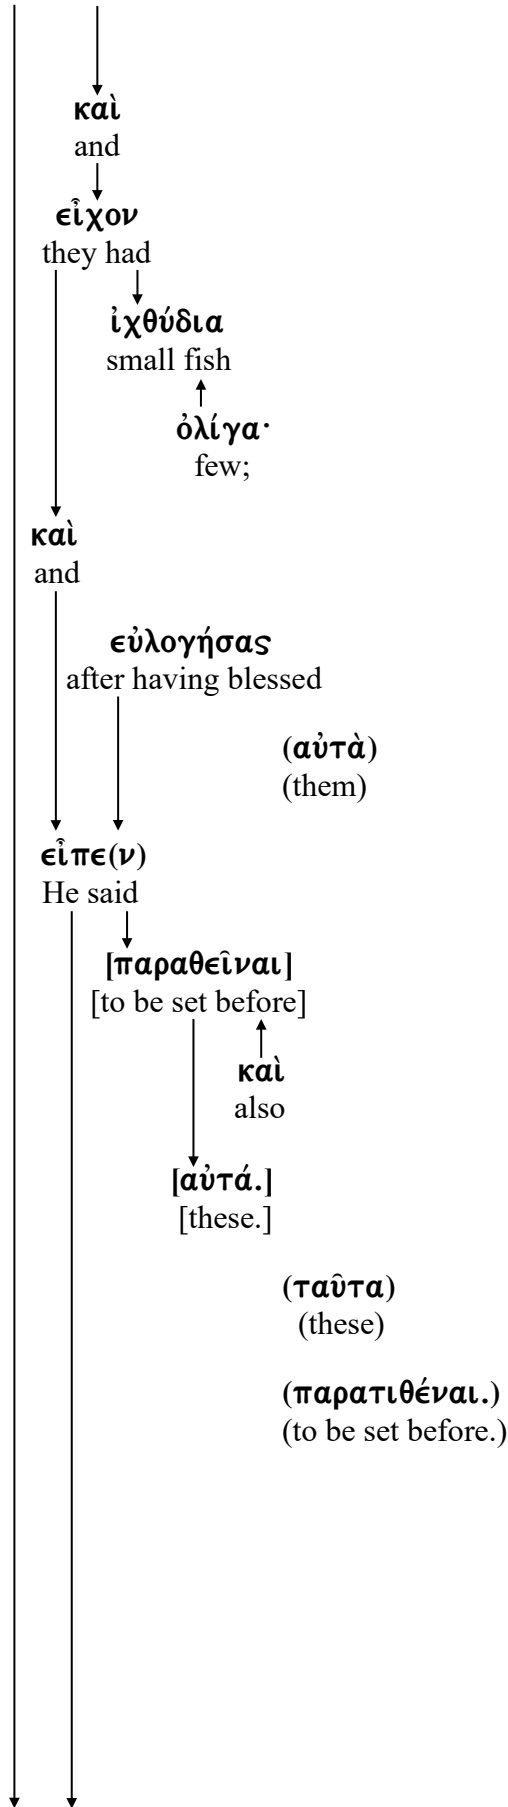 καὶ
and
εἶχον
they had
ἰχθύδια
small fish
ὀλίγα·
few;
καὶ
and
εὐλογήσας
after having blessed
(αὐτὰ)
(them)
εἶπε(ν)
He said
[παραθεῖναι]
[to be set before]
καὶ
also
[αὐτά.]
[these.]
(ταῦτα)
(these)
(παρατιθέναι.)
(to be set before.)